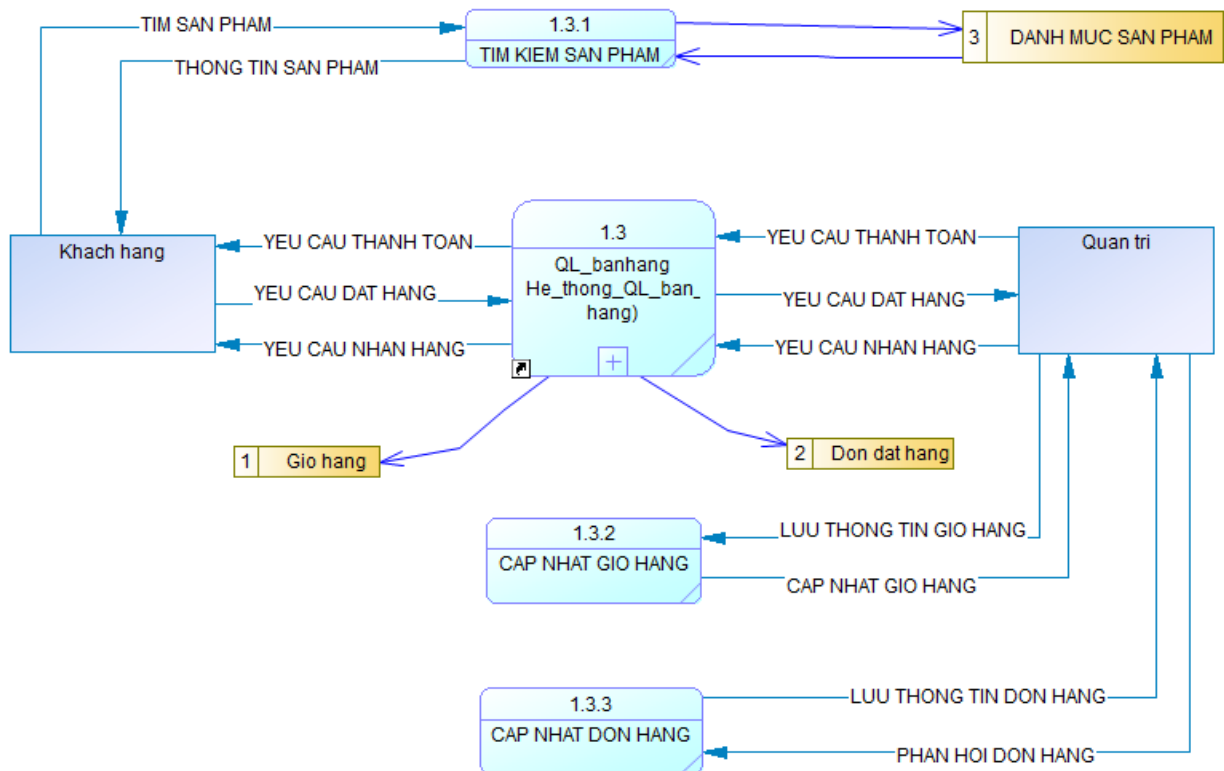 TIM SAN PHAM
1.3.1
TIM KIEM SAN PHAM
3 DANH MUC SAN PHAM
THONG TIN SAN PHAM
Khach hang
YEU CAU THANH TOAN
1.3
QL_banhang
He_thong_QL_ban_
hang)
YEU CAU THANH TOAN
Quan tri
YEU CAU DAT HANG
YEU CAU DAT HANG
YEU CAU NHAN HANG
YEU CAU NHAN HANG
1 Gio hang
2 Don dat hang
1.3.2
CAP NHAT GIO HANG
LUU THONG TIN GIO HANG
CAP NHAT GIO HANG
1.3.3
CAP NHAT DON HANG
LUU THONG TIN DON HANG
PHAN HOI DON HANG